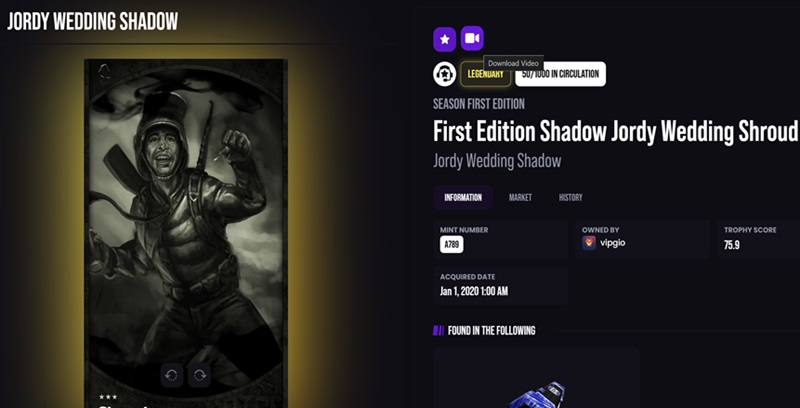 JORDY WEDDING SHADOW
Download Video
LEGENDARY
50/1000 IN CIRCULATION
SEASON FIRST EDITION
First Edition Shadow Jordy Wedding Shroud
Jordy Wedding Shadow
INFORMATION
MARKET
HISTORY
MINT NUMBER
A789
OWNED BY
vipgio
TROPHY SCORE
75.9
ACQUIRED DATE
Jan 1, 2020 1:00 AM
FOUND IN THE FOLLOWING